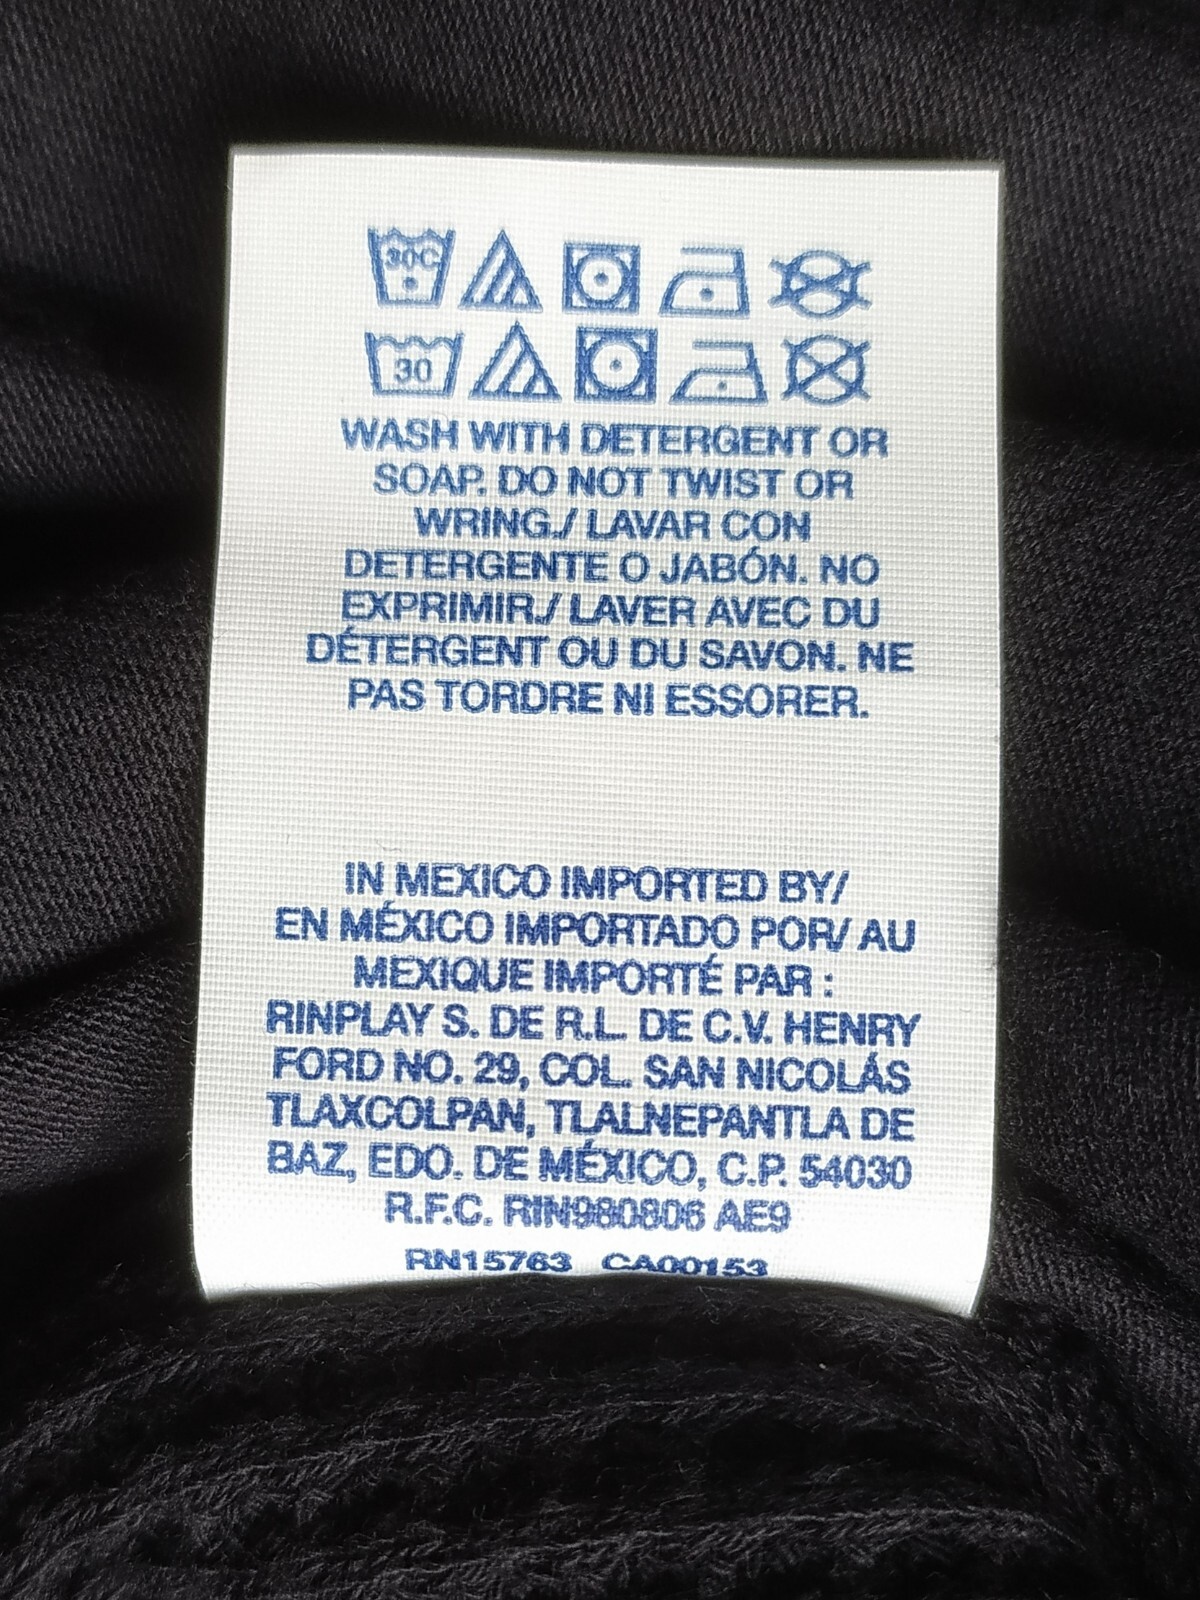 30C
30
WASH WITH DETERGENT OR
SOAP. DO NOT TWIST OR
WRING./ LAVAR CON
DETERGENTE O JABÓN. NO
EXPRIMIR./ LAVER AVEC DU
DÉTERGENT OU DU SAVON. NE
PAS TORDRE NI ESSORER.
IN MEXICO IMPORTED BY/
EN MÉXICO IMPORTADO POR/ AU
MEXIQUE IMPORTÉ PAR :
RINPLAY S. DE R.L. DE C.V. HENRY
FORD NO. 29, COL. SAN NICOLÁS
TLAXCOLPAN, TLALNEPANTLA DE
BAZ, EDO. DE MÉXICO, C.P. 54030
R.F.C. RIN980806 AE9
RN15763 CA00153